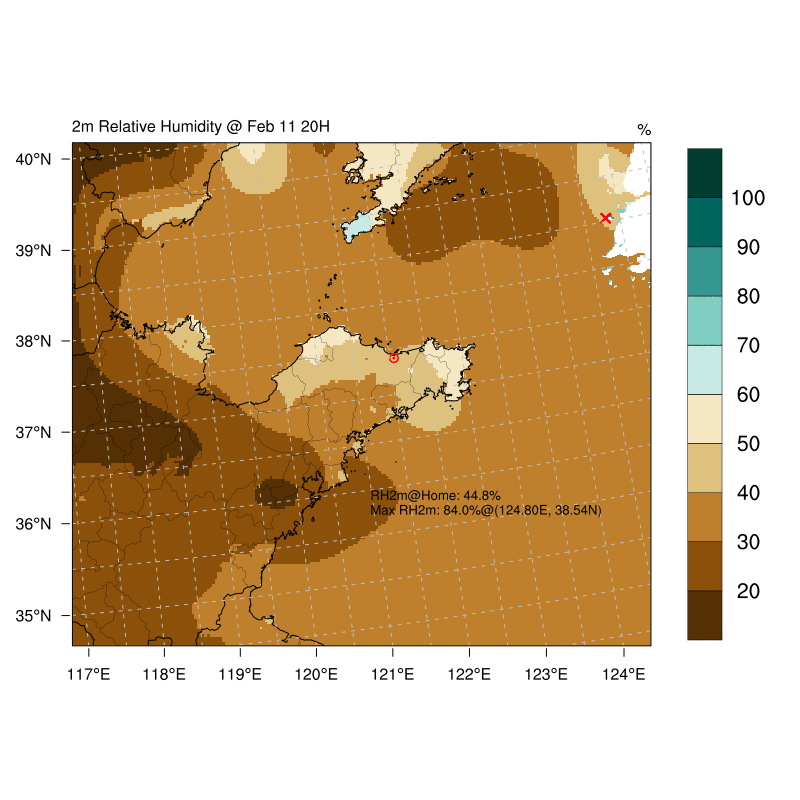 2m Relative Humidity @ Feb 11 20H
%
40°N
39°N
38°N
37°N
36°N
35°N
117°E
118°E
119°E
120°E
121°E
122°E
123°E
124°E
RH2m@Home: 44.8%
Max RH2m: 84.0%@(124.80E, 38.54N)
100
90
80
70
60
50
40
30
20